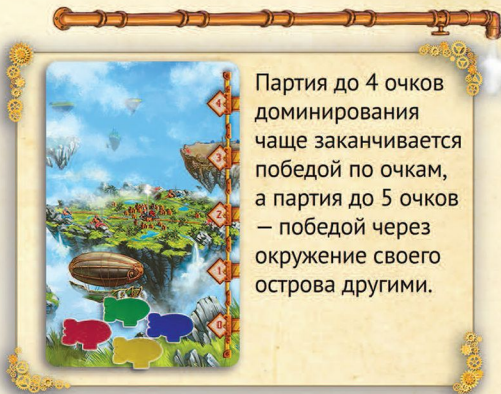 4
3
2
1
0
Партия до 4 очков
доминирования
чаще заканчивается
победой по очкам,
а партия до 5 очков
— победой через
окружение своего
острова другими.